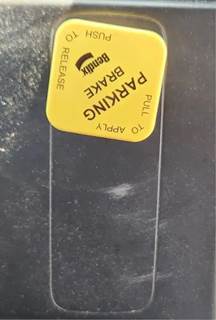 PUSH TO RELEASE
Bendix
PARKING
BRAKE
PULL TO APPLY